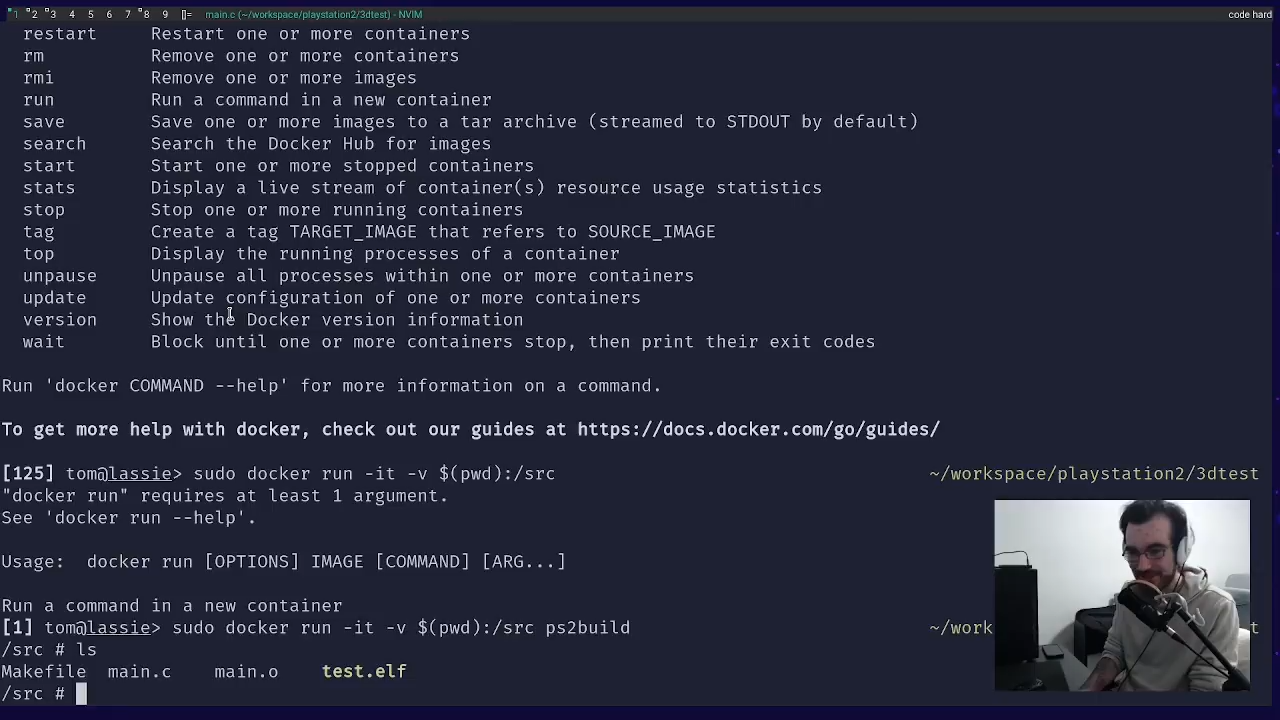 1 2 3 4 5 6 7 8 9 []= main.c (~/workspace/playstation2/3dtest) - NVIM code hard
restart Restart one or more containers
rm Remove one or more containers
rmi Remove one or more images
run Run a command in a new container
save Save one or more images to a tar archive (streamed to STDOUT by default)
search Search the Docker Hub for images
start Start one or more stopped containers
stats Display a live stream of container(s) resource usage statistics
stop Stop one or more running containers
tag Create a tag TARGET_IMAGE that refers to SOURCE_IMAGE
top Display the running processes of a container
unpause Unpause all processes within one or more containers
update Update configuration of one or more containers
version Show the Docker version information
wait Block until one or more containers stop, then print their exit codes
Run 'docker COMMAND --help' for more information on a command.
To get more help with docker, check out our guides at https://docs.docker.com/go/guides/
[125] tom@lassie> sudo docker run -it -v $(pwd):/src ~/workspace/playstation2/3dtest
"docker run" requires at least 1 argument.
See 'docker run --help'.
Usage: docker run [OPTIONS] IMAGE [COMMAND] [ARG...]
Run a command in a new container
[1] tom@lassie> sudo docker run -it -v $(pwd):/src ps2build ~/work
/src # ls
Makefile main.c main.o test.elf
/src #